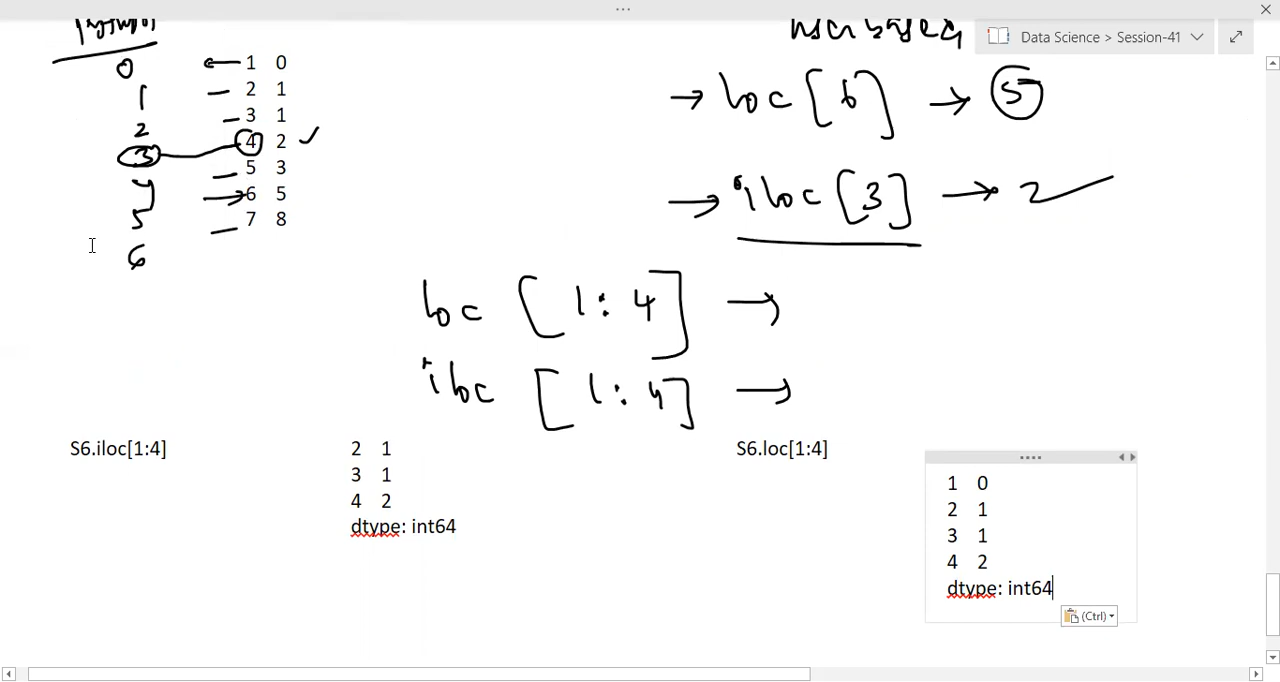 Data Science > Session-41
python
0
1
2
3
4
5
6
1 0
2 1
3 1
4 2
5 3
6 5
7 8
loc [6] → 5
iloc [3] → 2
loc [1:4] →
iloc [1:4] →
S6.iloc[1:4]
2 1
3 1
4 2
dtype: int64
S6.loc[1:4]
1 0
2 1
3 1
4 2
dtype: int64
(Ctrl)